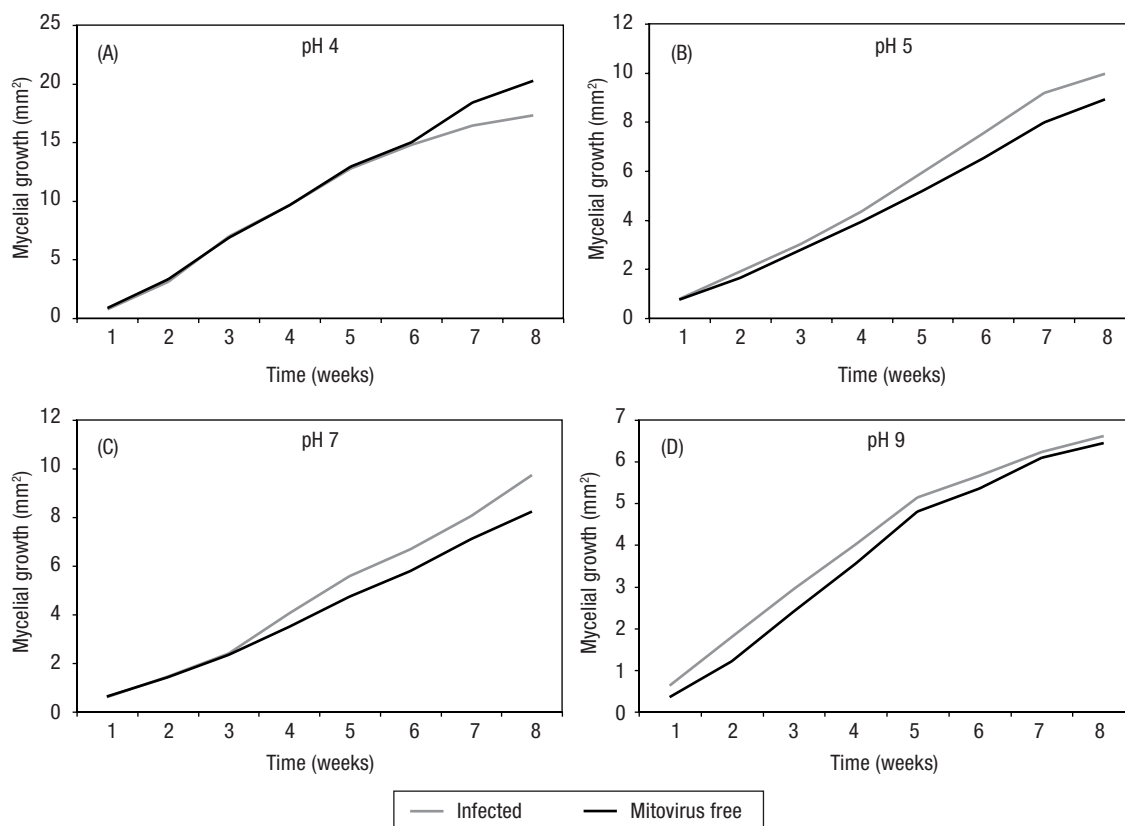 (A)
pH 4
Mycelial growth (mm²)
25
20
15
10
5
0
1 2 3 4 5 6 7 8
Time (weeks)
(B)
pH 5
Mycelial growth (mm²)
12
10
8
6
4
2
0
1 2 3 4 5 6 7 8
Time (weeks)
(C)
pH 7
Mycelial growth (mm²)
12
10
8
6
4
2
0
1 2 3 4 5 6 7 8
Time (weeks)
(D)
pH 9
Mycelial growth (mm²)
7
6
5
4
3
2
1
0
1 2 3 4 5 6 7 8
Time (weeks)
Infected Mitovirus free